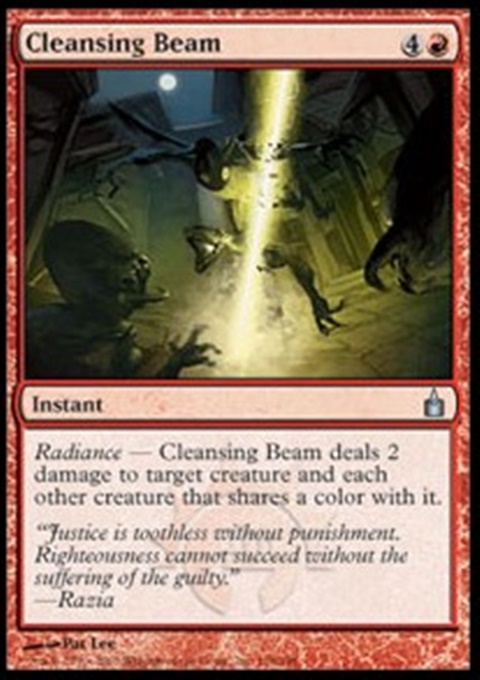 Cleansing Beam 4
Instant
Radiance — Cleansing Beam deals 2
damage to target creature and each
other creature that shares a color with it.
"Justice is toothless without punishment.
Righteousness cannot succeed without the
suffering of the guilty."
—Razia
Pat Lee